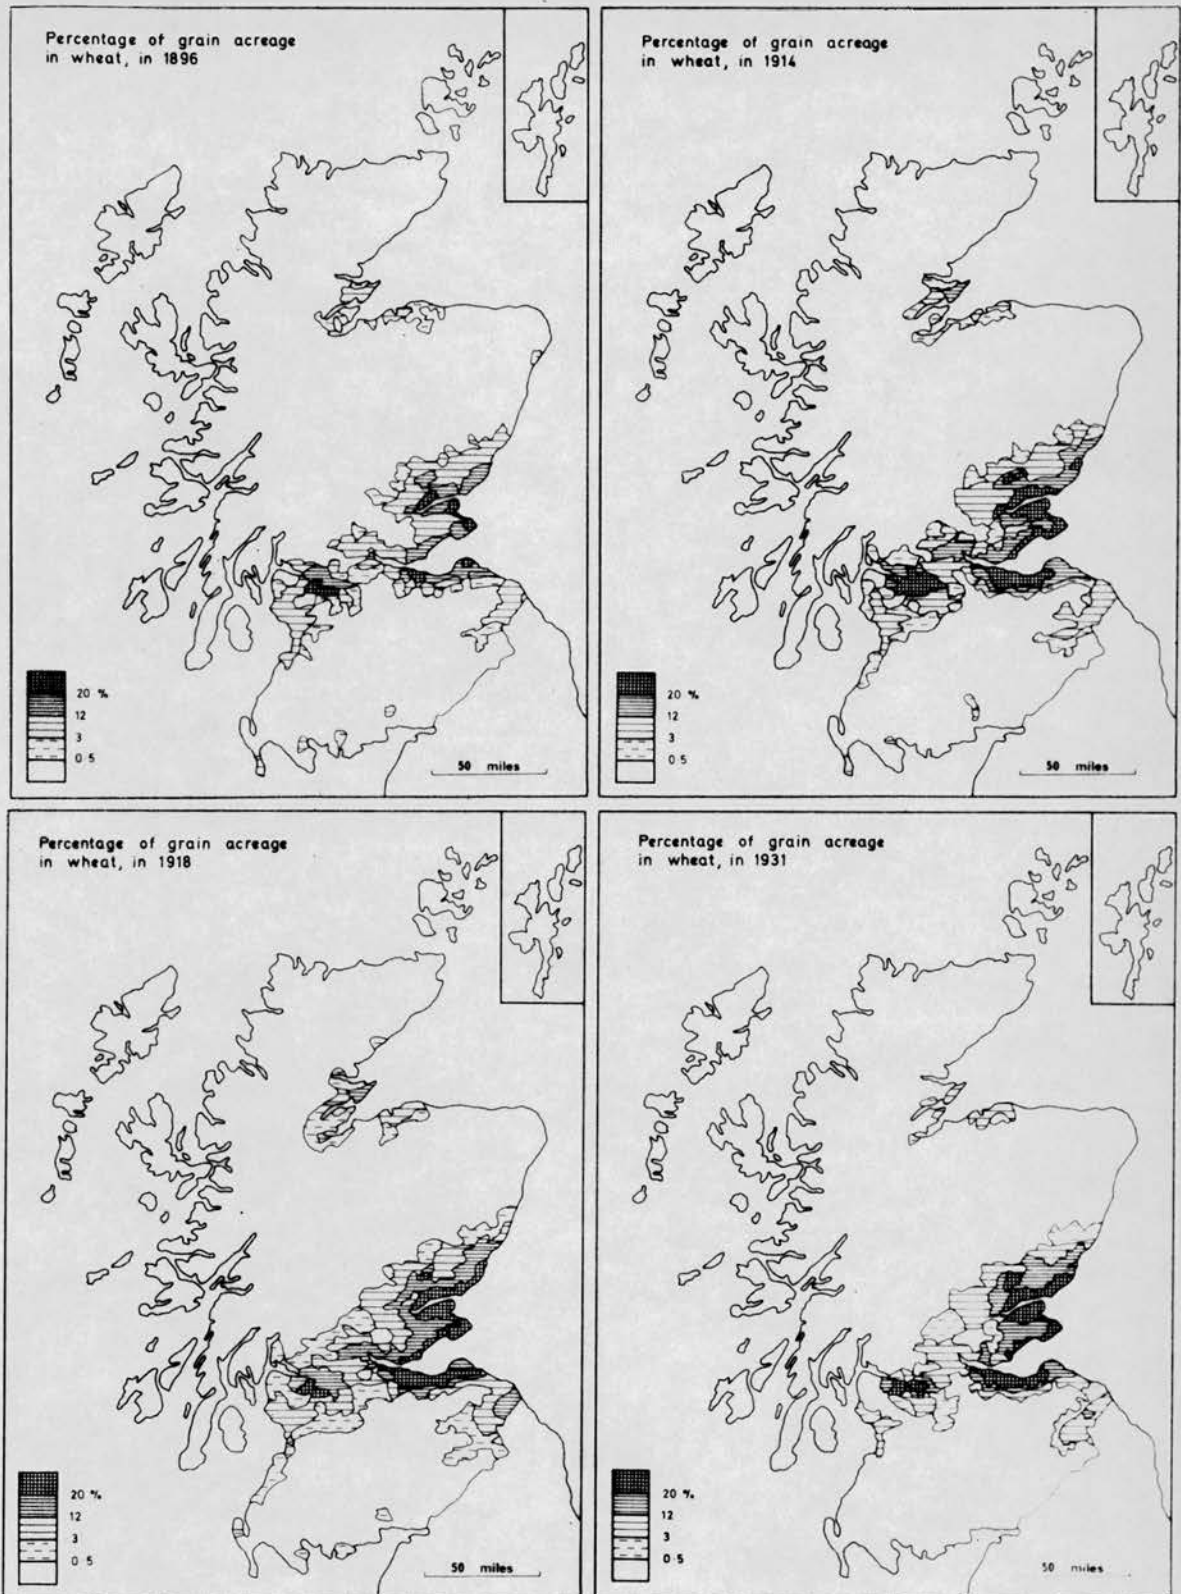 Percentage of grain acreage
in wheat, in 1896
20 %
12
3
0·5
50 miles
Percentage of grain acreage
in wheat, in 1914
20 %
12
3
0·5
50 miles
Percentage of grain acreage
in wheat, in 1918
20 %
12
3
0·5
50 miles
Percentage of grain acreage
in wheat, in 1931
20 %
12
3
0·5
50 miles